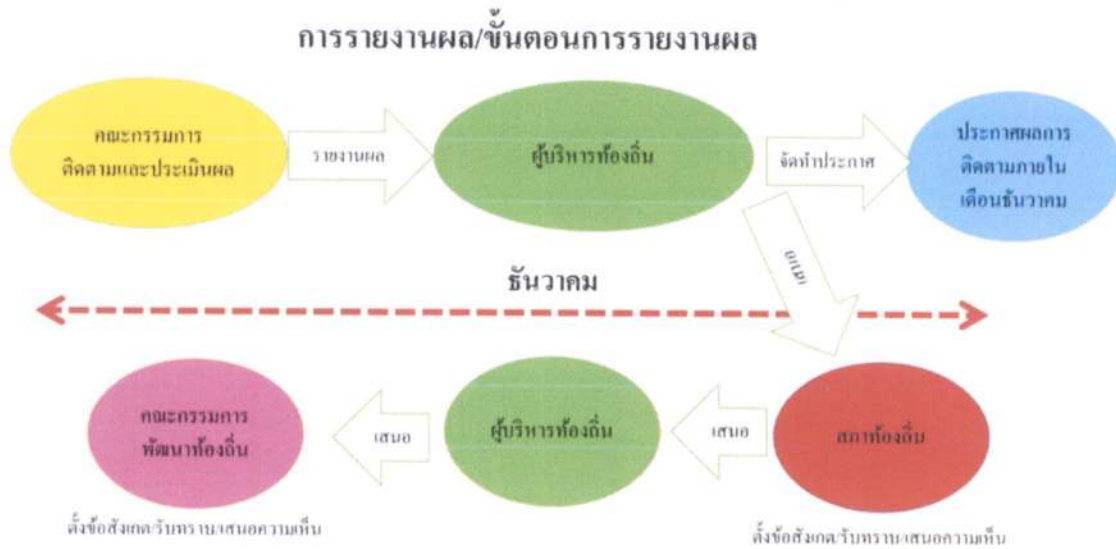 การรายงานผล/ขั้นตอนการรายงานผล
คณะกรรมการ
ติดตามและประเมินผล
รายงานผล
ผู้บริหารท้องถิ่น
จัดทำประกาศ
ประกาศผลการ
ติดตามภายใน
เดือนธันวาคม
ธันวาคม
คณะกรรมการ
พัฒนาท้องถิ่น
เสนอ
ผู้บริหารท้องถิ่น
เสนอ
สภาท้องถิ่น
ตั้งข้อสังเกต/รับทราบ/เสนอความเห็น
ตั้งข้อสังเกต/รับทราบ/เสนอความเห็น